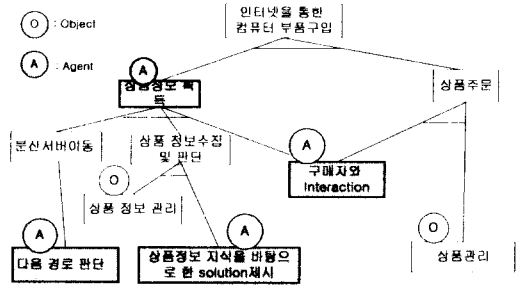 인터넷을 통한
컴퓨터 부품구입
O : Object
A : Agent
A
상품정보 획
득
상품주문
분산서버이동
상품 정보수집
및 판단
A
구매자와
Interaction
O
상품 정보 관리
A
다음 경로 판단
A
상품정보 지식을 바탕으
로 한 solution제시
O
상품관리